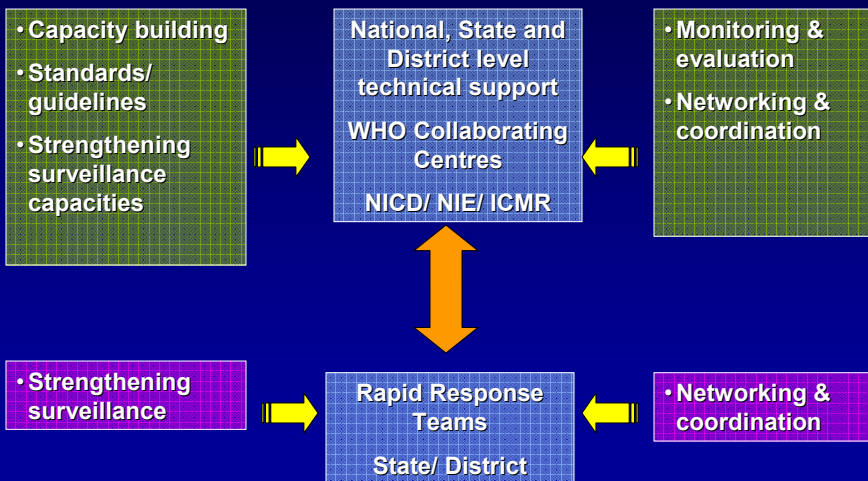 • Capacity building
• Standards/
guidelines
• Strengthening
surveillance
capacities
National, State and
District level
technical support
WHO Collaborating
Centres
NICD/ NIE/ ICMR
• Monitoring &
evaluation
• Networking &
coordination
• Strengthening
surveillance
Rapid Response
Teams
State/ District
• Networking &
coordination